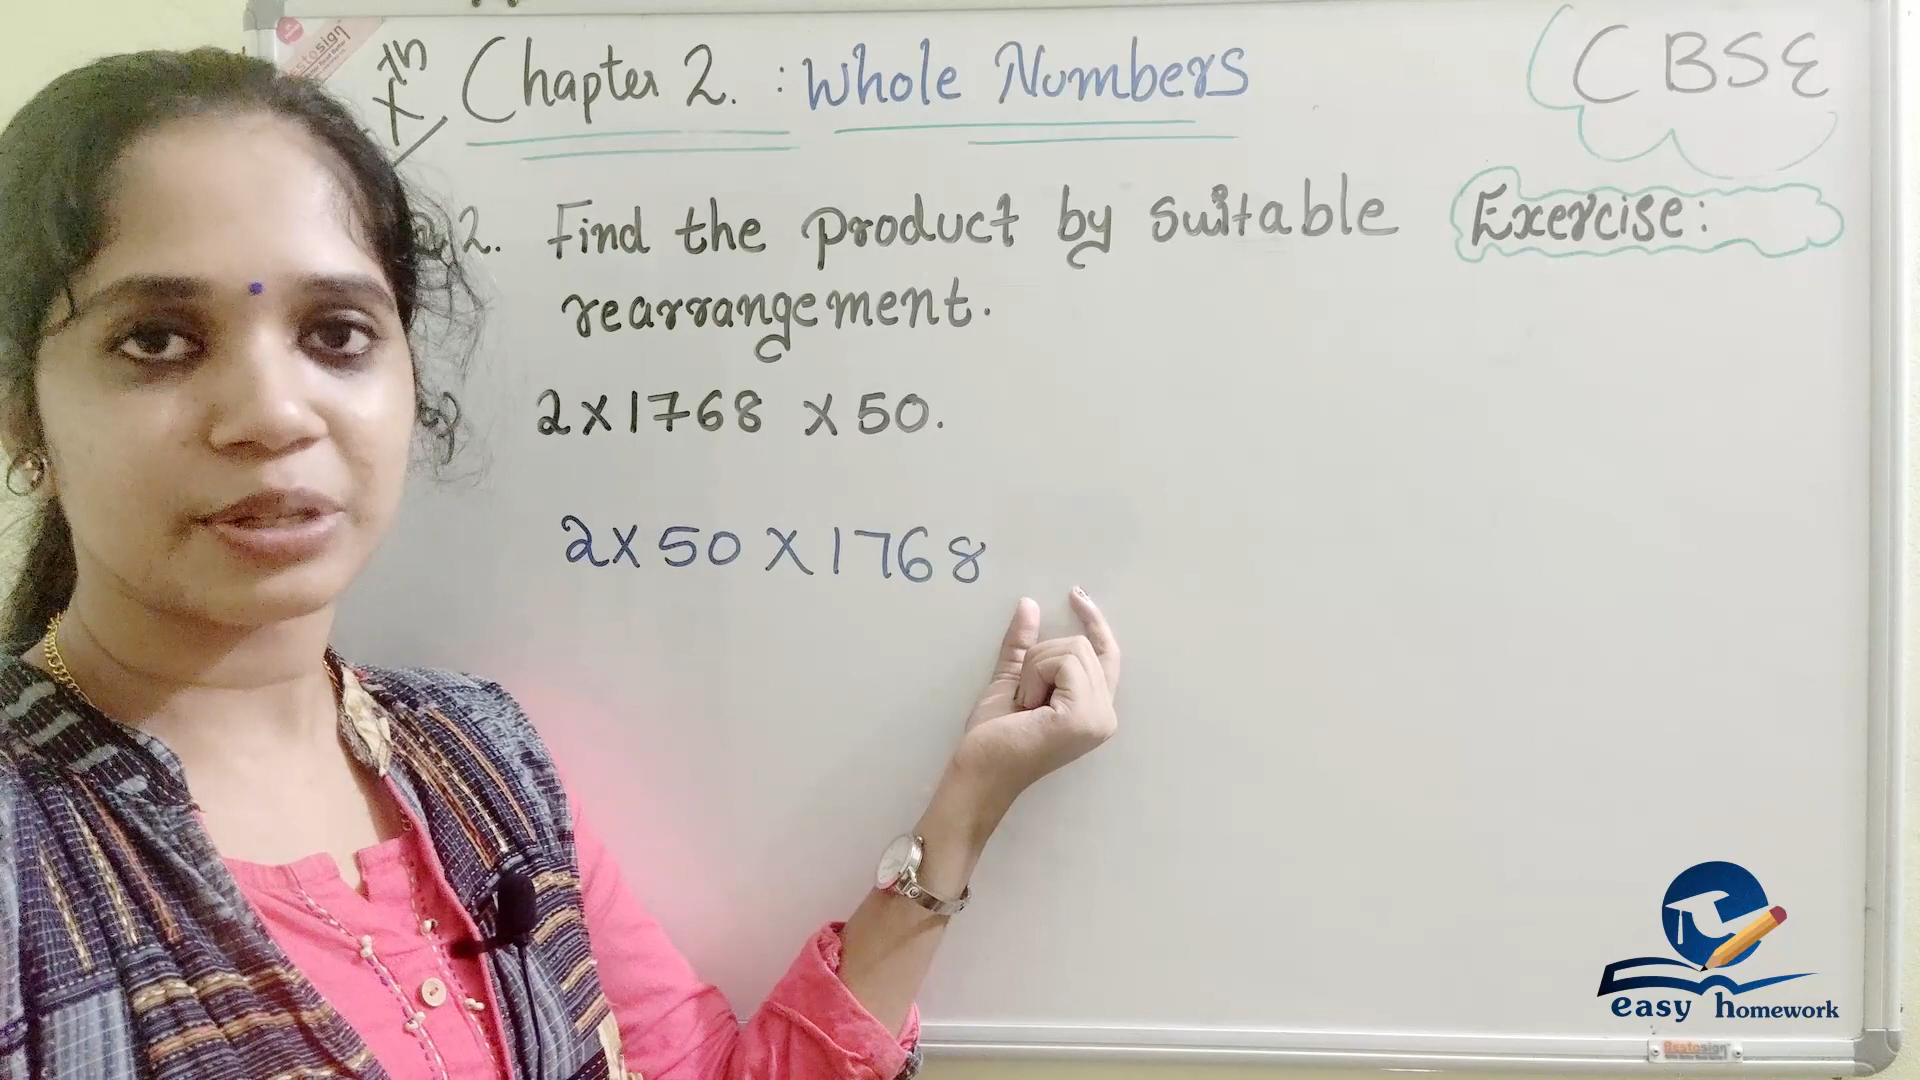 Chapter 2. : Whole Numbers
CBSE
2. Find the product by suitable
rearrangement.
Exercise:
2 x 1768 x 50.
2 x 50 x 1768
easy homework
Restosign